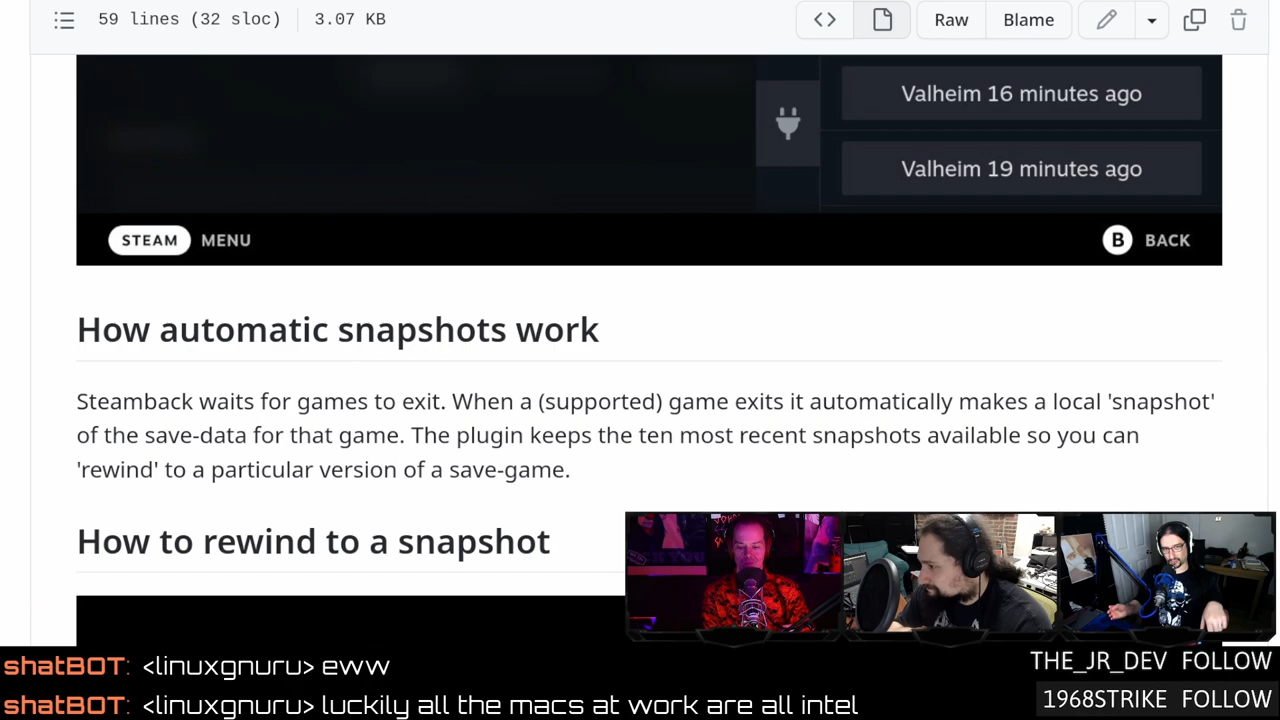 59 lines (32 sloc) 3.07 KB
Raw
Blame
Valheim 16 minutes ago
Valheim 19 minutes ago
STEAM MENU
B BACK
How automatic snapshots work
Steamback waits for games to exit. When a (supported) game exits it automatically makes a local 'snapshot'
of the save-data for that game. The plugin keeps the ten most recent snapshots available so you can
'rewind' to a particular version of a save-game.
How to rewind to a snapshot
shatBOT: <linuxgnuru> eww
shatBOT: <linuxgnuru> luckily all the macs at work are all intel
THE_JR_DEV FOLLOW
1968STRIKE FOLLOW